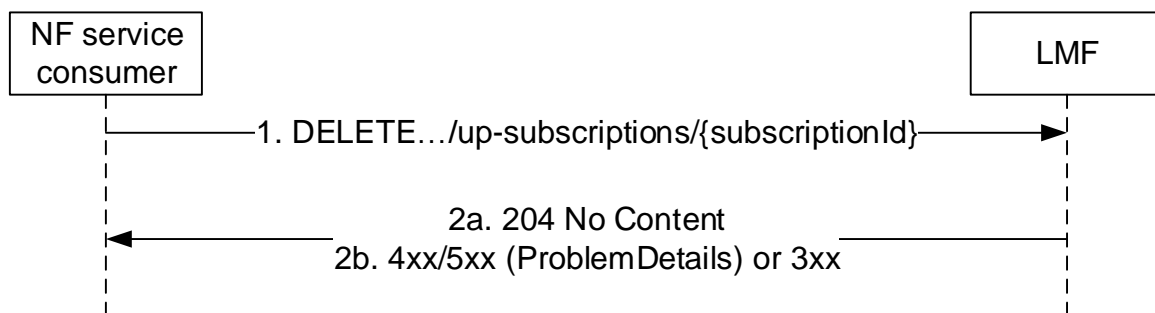 NF service
consumer
LMF
1. DELETE…/up-subscriptions/{subscriptionId}
2a. 204 No Content
2b. 4xx/5xx (ProblemDetails) or 3xx